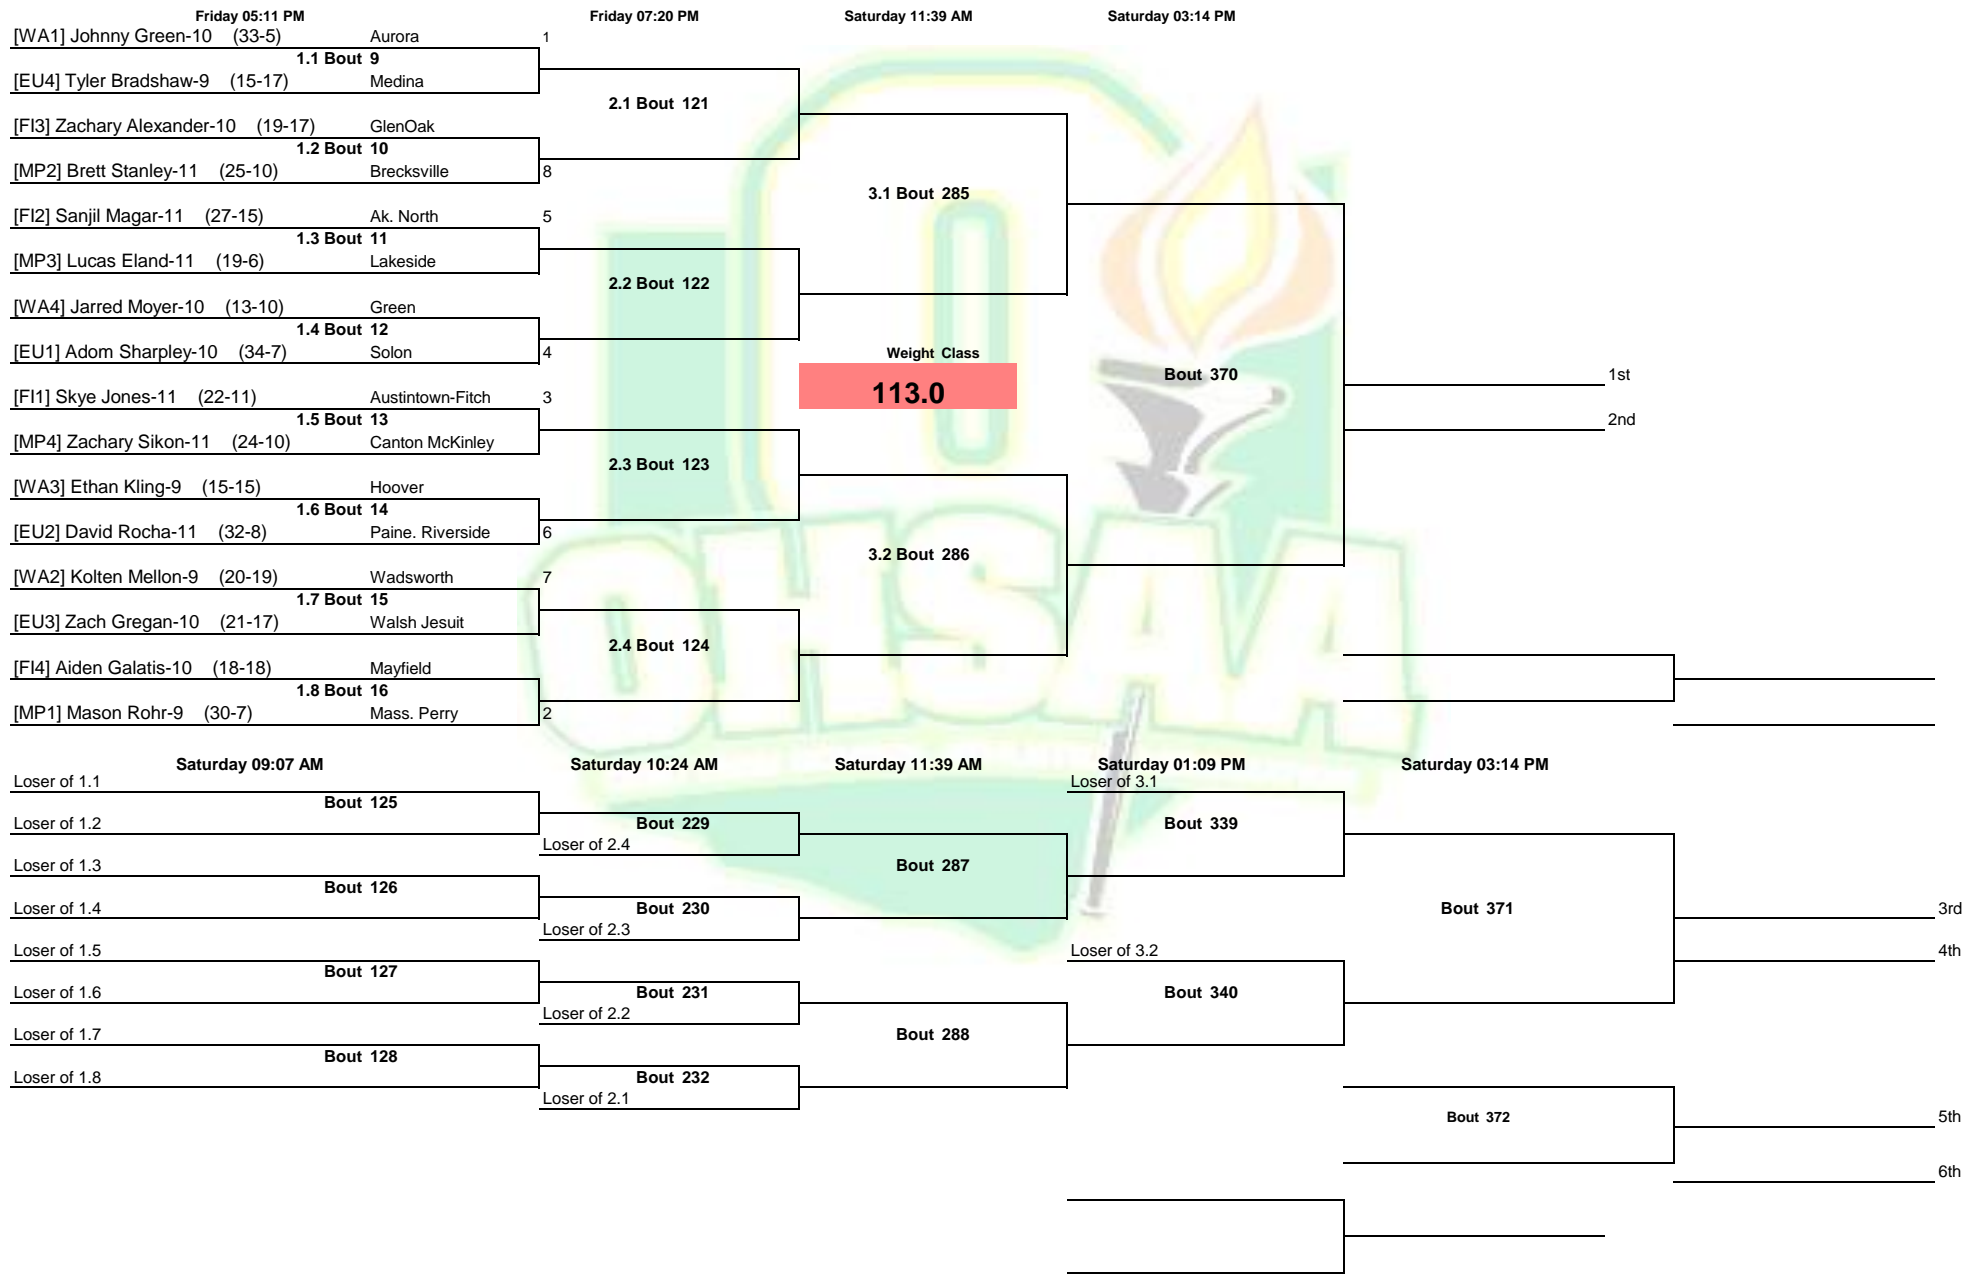 Friday 05:11 PM Friday 07:20 PM Saturday 11:39 AM Saturday 03:14 PM
[WA1] Johnny Green-10 (33-5) Aurora 1
1.1 Bout 9
[EU4] Tyler Bradshaw-9 (15-17) Medina
2.1 Bout 121
[FI3] Zachary Alexander-10 (19-17) GlenOak
1.2 Bout 10
[MP2] Brett Stanley-11 (25-10) Brecksville 8
3.1 Bout 285
[FI2] Sanjil Magar-11 (27-15) Ak. North 5
1.3 Bout 11
[MP3] Lucas Eland-11 (19-6) Lakeside
2.2 Bout 122
[WA4] Jarred Moyer-10 (13-10) Green
1.4 Bout 12
[EU1] Adom Sharpley-10 (34-7) Solon 4
Weight Class
113.0
Bout 370
1st
2nd
[FI1] Skye Jones-11 (22-11) Austintown-Fitch 3
1.5 Bout 13
[MP4] Zachary Sikon-11 (24-10) Canton McKinley
2.3 Bout 123
[WA3] Ethan Kling-9 (15-15) Hoover
1.6 Bout 14
[EU2] David Rocha-11 (32-8) Paine. Riverside 6
3.2 Bout 286
[WA2] Kolten Mellon-9 (20-19) Wadsworth 7
1.7 Bout 15
[EU3] Zach Gregan-10 (21-17) Walsh Jesuit
2.4 Bout 124
[FI4] Aiden Galatis-10 (18-18) Mayfield
1.8 Bout 16
[MP1] Mason Rohr-9 (30-7) Mass. Perry 2
OHSAA
Saturday 09:07 AM Saturday 10:24 AM Saturday 11:39 AM Saturday 01:09 PM Saturday 03:14 PM
Loser of 1.1 Loser of 3.1
Bout 125
Loser of 1.2 Bout 229 Bout 339
Loser of 2.4
Loser of 1.3 Bout 287
Bout 126
Loser of 1.4 Bout 230 Bout 371 3rd
Loser of 2.3
Loser of 1.5 Loser of 3.2 4th
Bout 127
Loser of 1.6 Bout 231 Bout 340
Loser of 2.2
Loser of 1.7 Bout 288
Bout 128
Loser of 1.8 Bout 232
Loser of 2.1
Bout 372 5th
6th